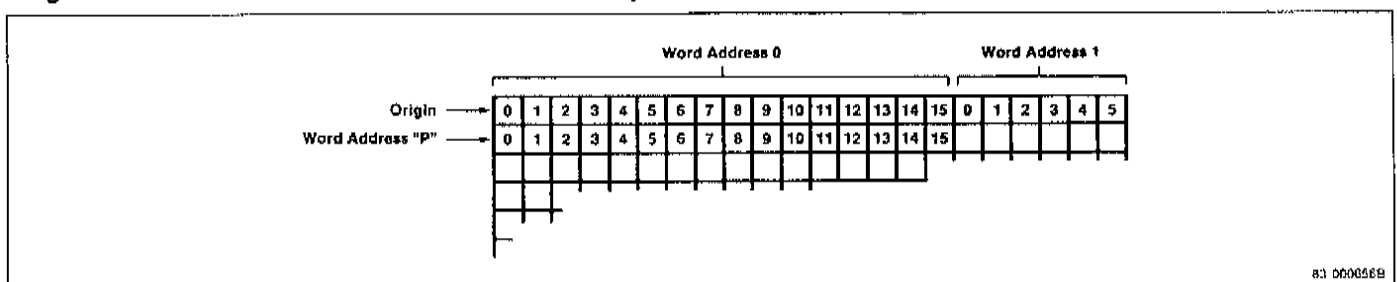 Word Address 0 Word Address 1
Origin 0 1 2 3 4 5 6 7 8 9 10 11 12 13 14 15 0 1 2 3 4 5
Word Address "P" 0 1 2 3 4 5 6 7 8 9 10 11 12 13 14 15